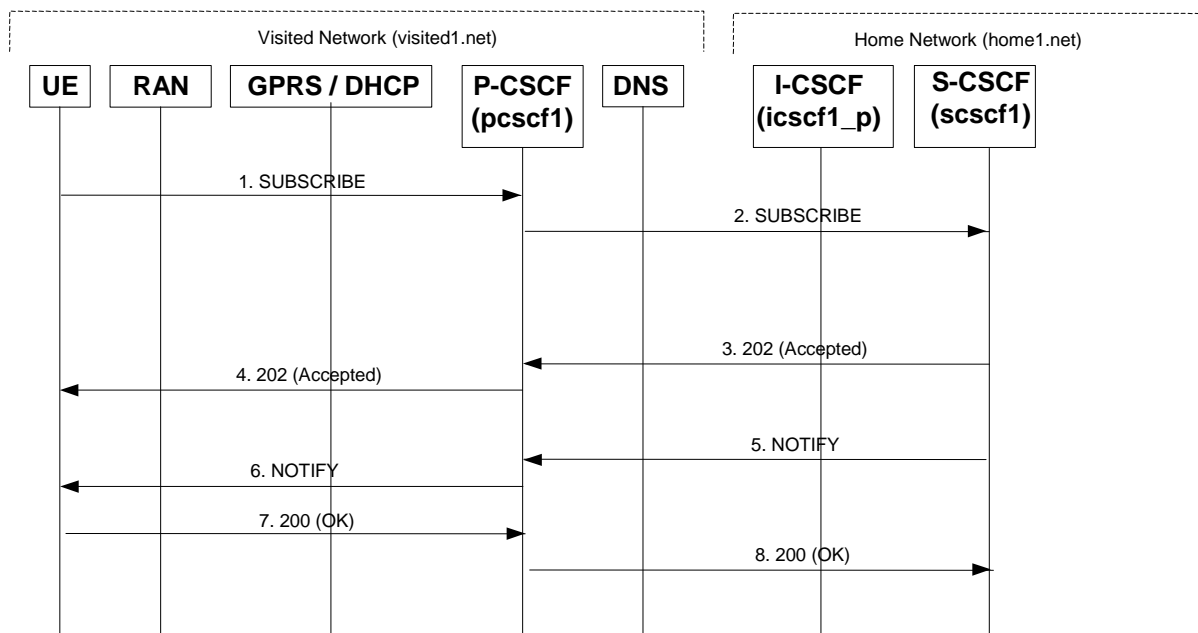 Visited Network (visited1.net)
Home Network (home1.net)
UE
RAN
GPRS / DHCP
P-CSCF
(pcscf1)
DNS
I-CSCF
(icscf1_p)
S-CSCF
(scscf1)
1. SUBSCRIBE
2. SUBSCRIBE
3. 202 (Accepted)
4. 202 (Accepted)
5. NOTIFY
6. NOTIFY
7. 200 (OK)
8. 200 (OK)